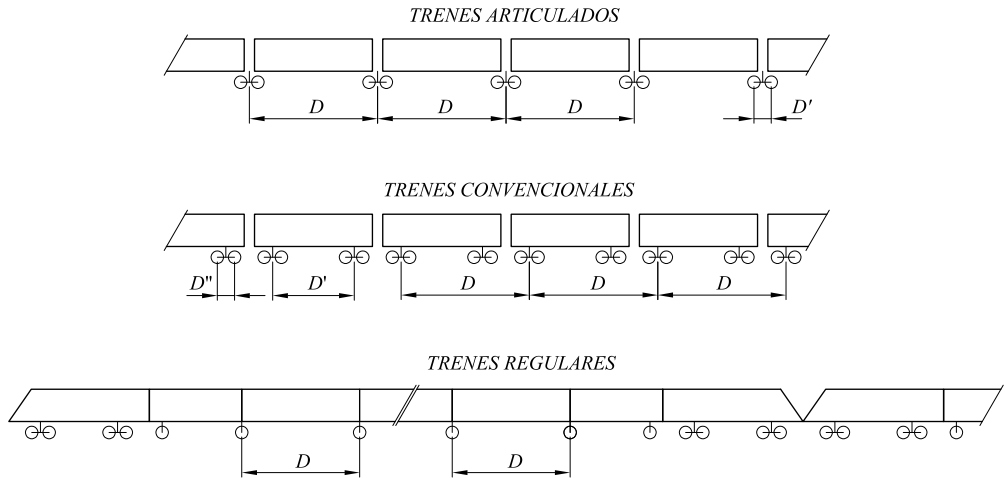 TRENES ARTICULADOS
D D D D'
TRENES CONVENCIONALES
D" D' D D D
TRENES REGULARES
D D